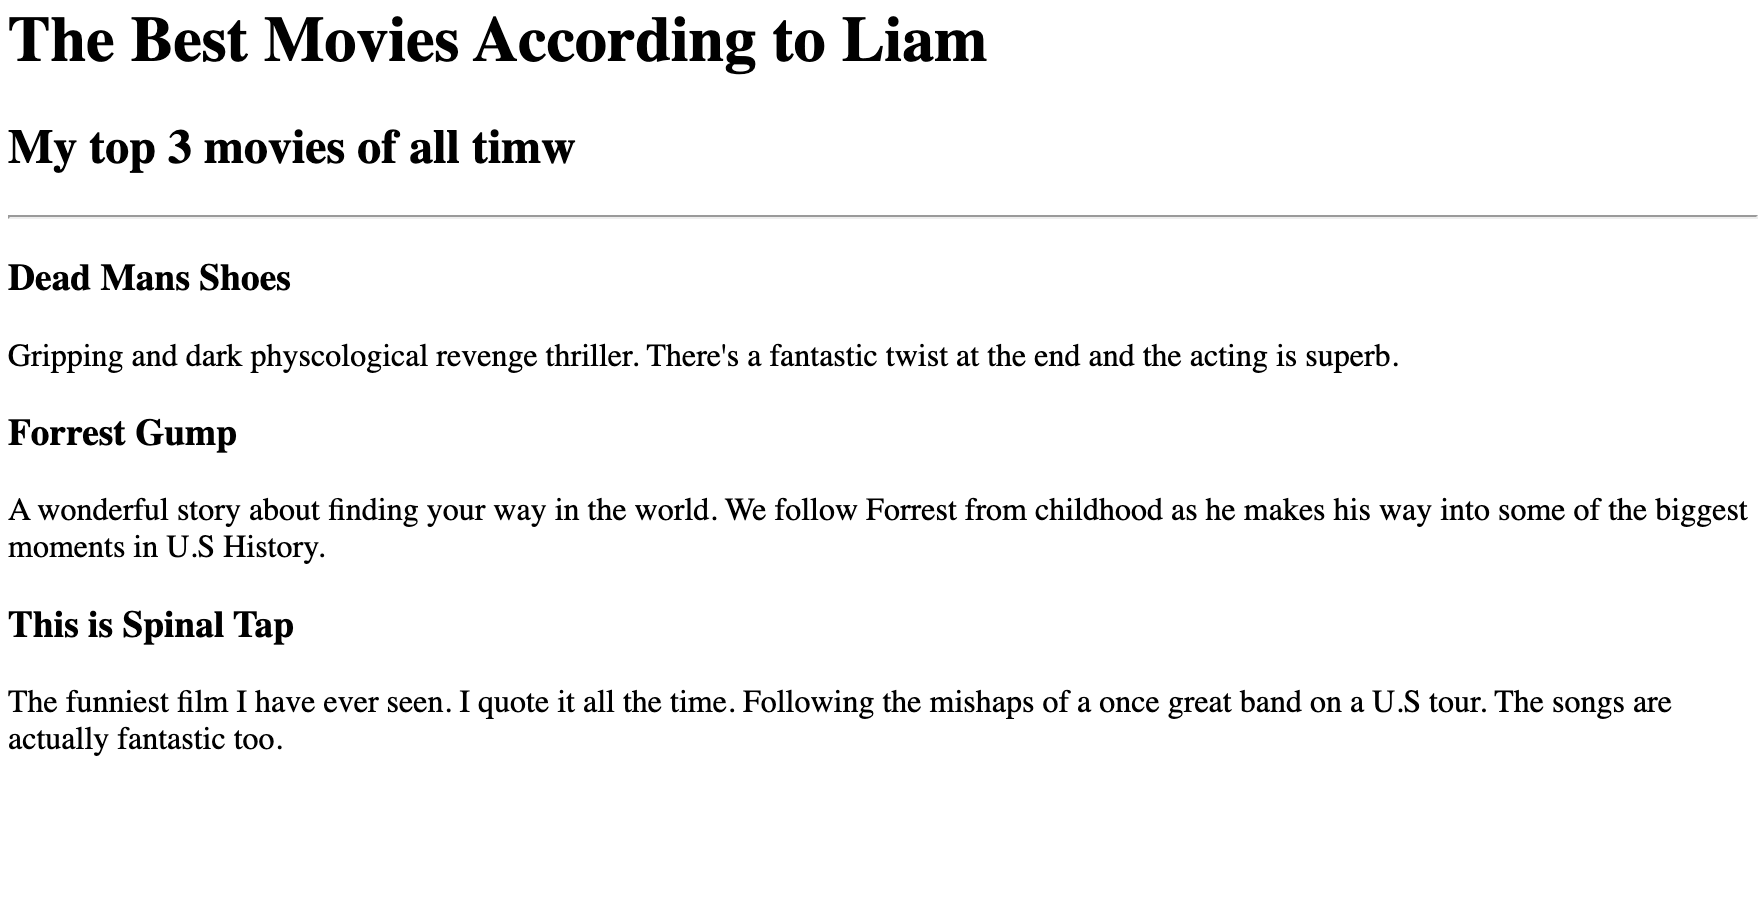 The Best Movies According to Liam
My top 3 movies of all timw
Dead Mans Shoes
Gripping and dark physcological revenge thriller. There's a fantastic twist at the end and the acting is superb.
Forrest Gump
A wonderful story about finding your way in the world. We follow Forrest from childhood as he makes his way into some of the biggest
moments in U.S History.
This is Spinal Tap
The funniest film I have ever seen. I quote it all the time. Following the mishaps of a once great band on a U.S tour. The songs are
actually fantastic too.